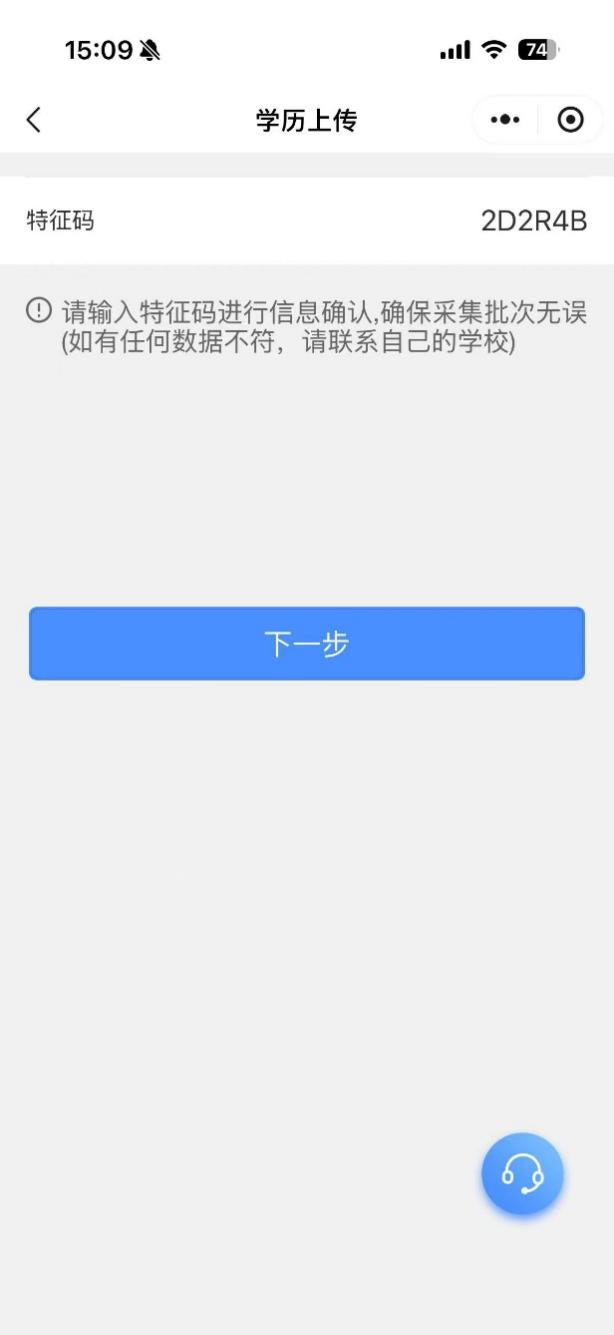 15:09
74
学历上传
特征码
2D2R4B
请输入特征码进行信息确认,确保采集批次无误
(如有任何数据不符，请联系自己的学校)
下一步